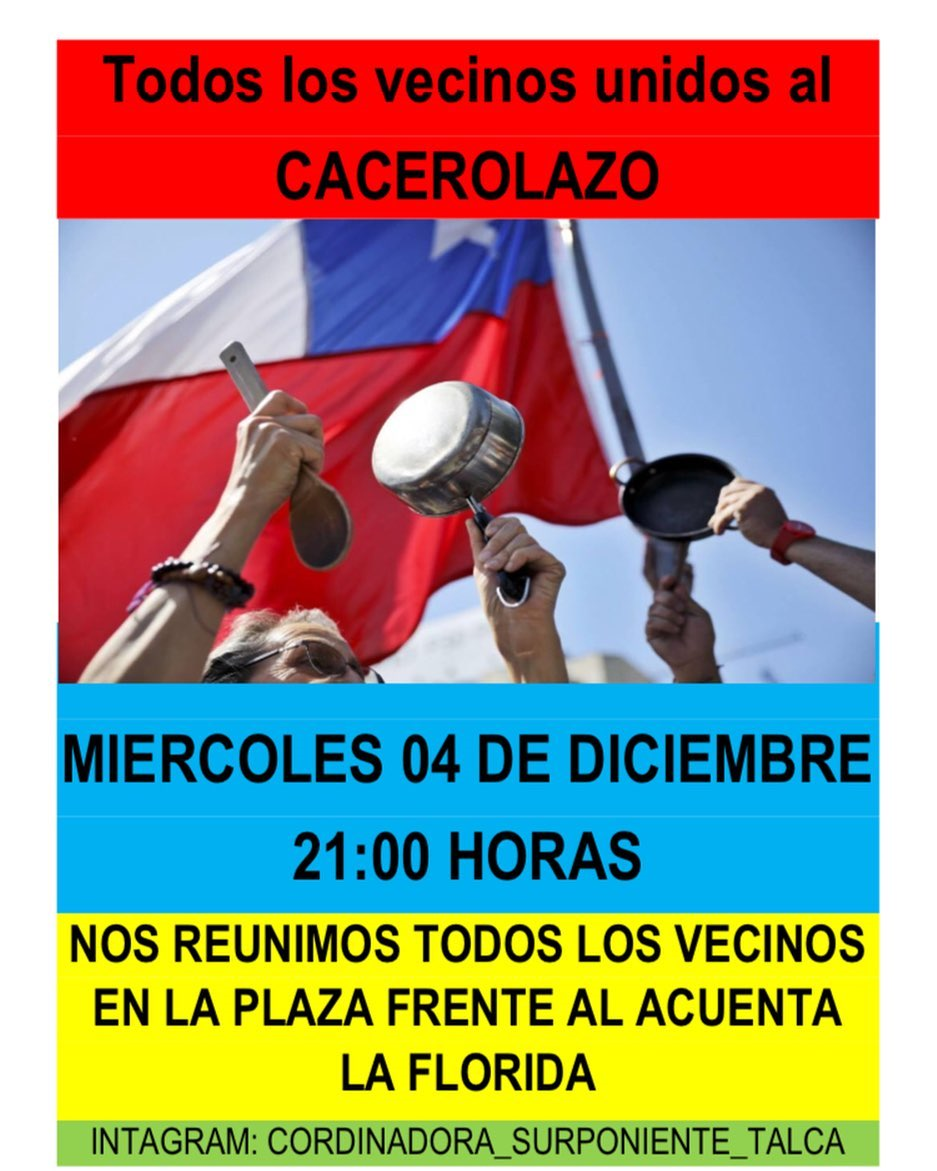 Todos los vecinos unidos al
CACEROLAZO
MIERCOLES 04 DE DICIEMBRE
21:00 HORAS
NOS REUNIMOS TODOS LOS VECINOS
EN LA PLAZA FRENTE AL ACUENTA
LA FLORIDA
INTAGRAM: CORDINADORA_SURPONIENTE_TALCA